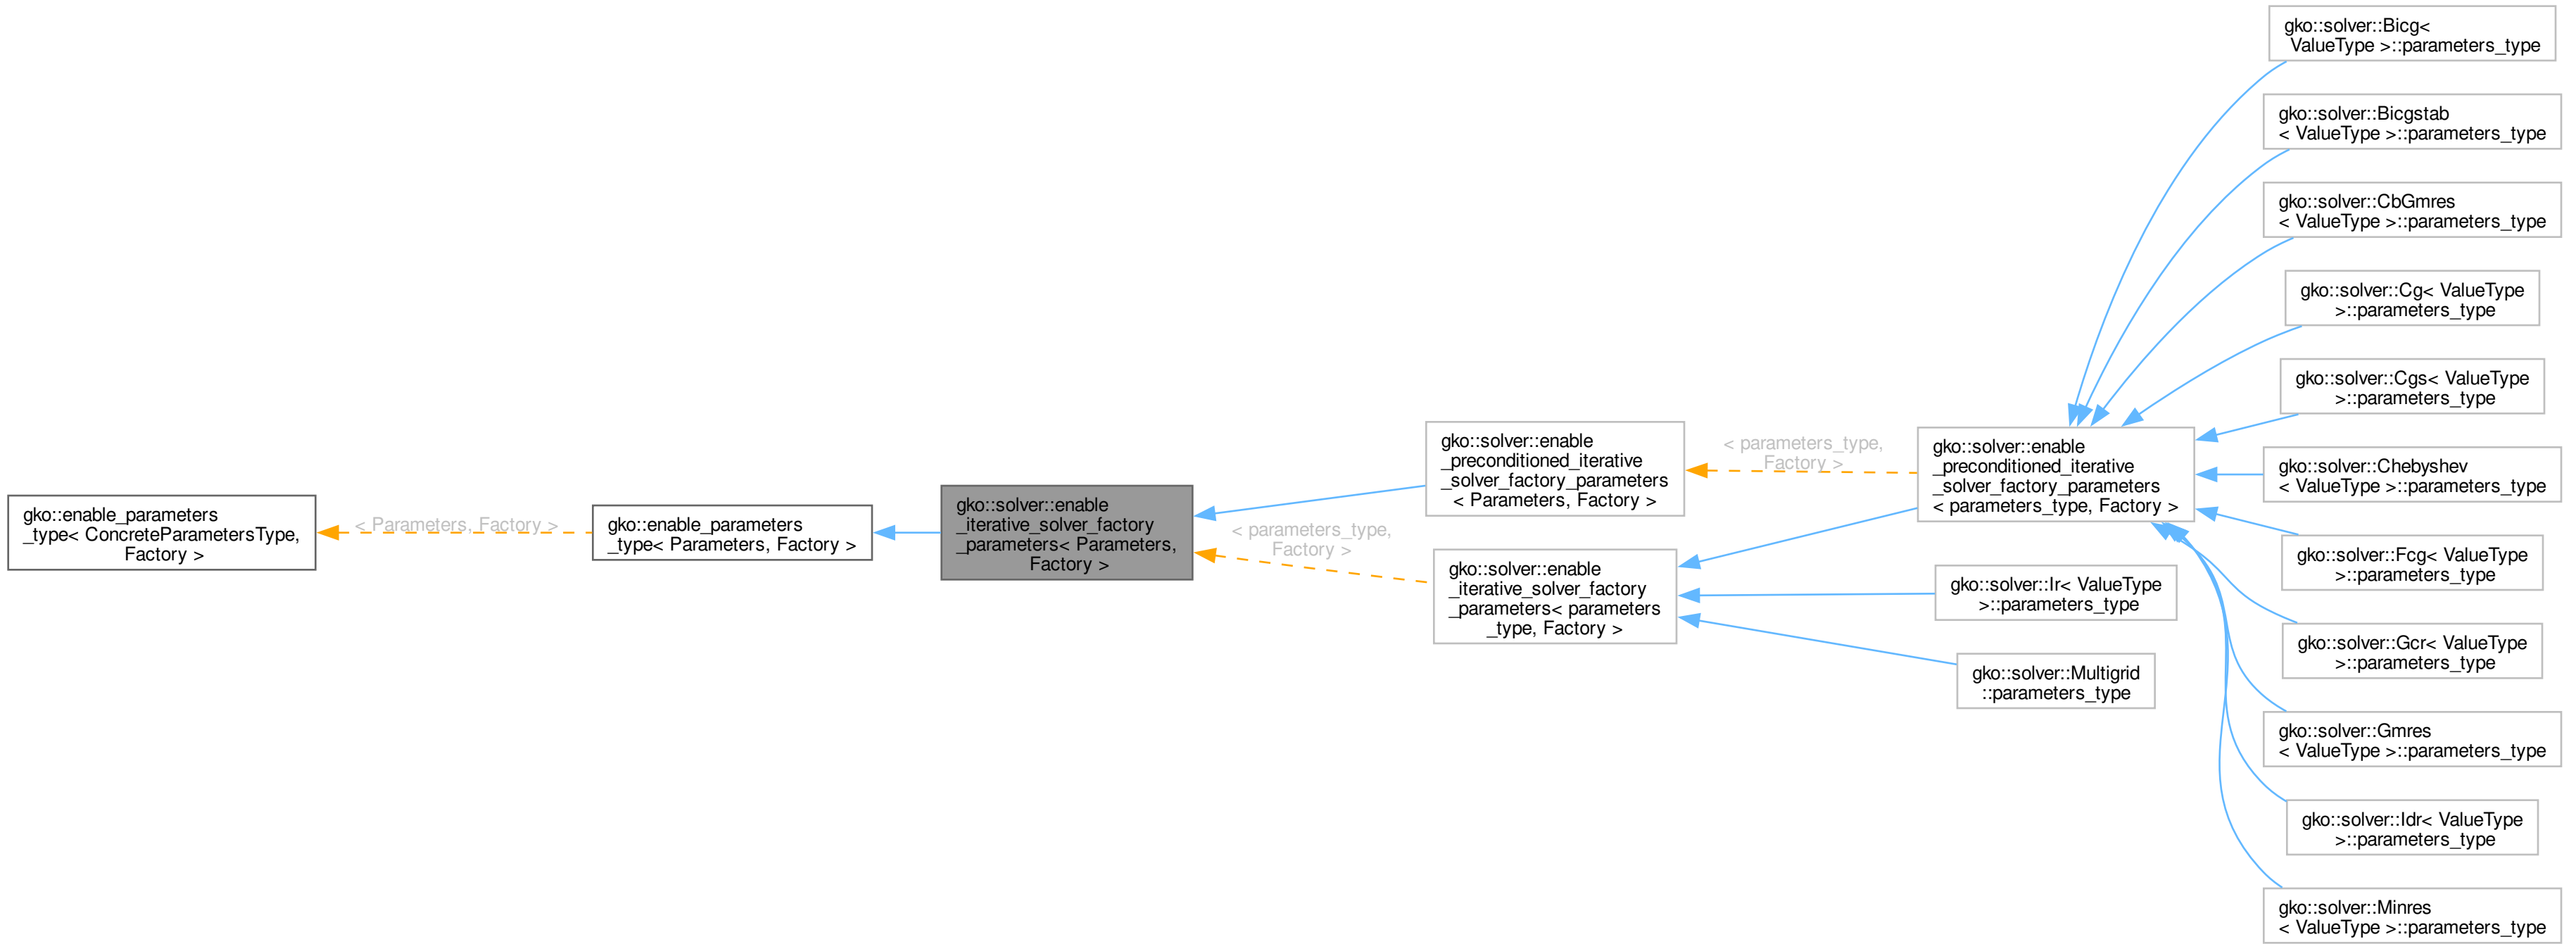 gko::enable_parameters
_type< ConcreteParametersType,
Factory >
< Parameters, Factory >
gko::enable_parameters
_type< Parameters, Factory >
gko::solver::enable
_iterative_solver_factory
_parameters< Parameters,
Factory >
< parameters_type,
Factory >
gko::solver::enable
_preconditioned_iterative
_solver_factory_parameters
< Parameters, Factory >
gko::solver::enable
_iterative_solver_factory
_parameters< parameters
_type, Factory >
< parameters_type,
Factory >
gko::solver::enable
_preconditioned_iterative
_solver_factory_parameters
< parameters_type, Factory >
gko::solver::Ir< ValueType
>::parameters_type
gko::solver::Multigrid
::parameters_type
gko::solver::Bicg<
ValueType >::parameters_type
gko::solver::Bicgstab
< ValueType >::parameters_type
gko::solver::CbGmres
< ValueType >::parameters_type
gko::solver::Cg< ValueType
>::parameters_type
gko::solver::Cgs< ValueType
>::parameters_type
gko::solver::Chebyshev
< ValueType >::parameters_type
gko::solver::Fcg< ValueType
>::parameters_type
gko::solver::Gcr< ValueType
>::parameters_type
gko::solver::Gmres
< ValueType >::parameters_type
gko::solver::Idr< ValueType
>::parameters_type
gko::solver::Minres
< ValueType >::parameters_type